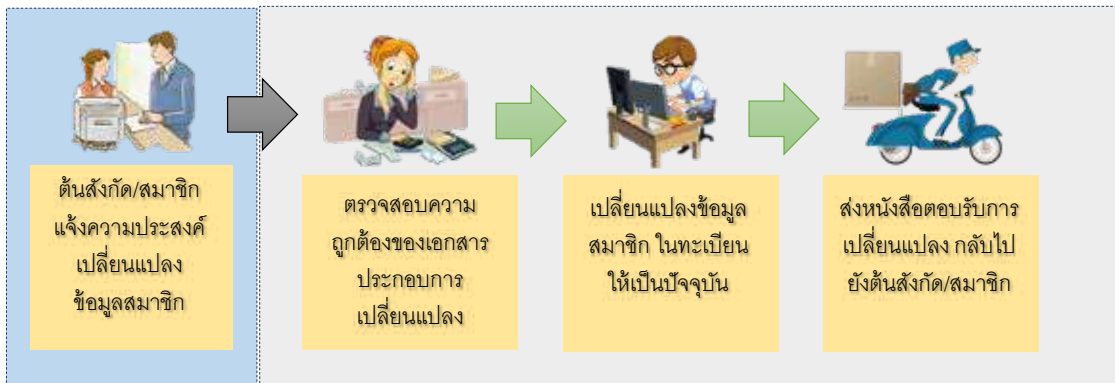 ต้นสังกัด/สมาชิก
แจ้งความประสงค์
เปลี่ยนแปลง
ข้อมูลสมาชิก
ตรวจสอบความ
ถูกต้องของเอกสาร
ประกอบการ
เปลี่ยนแปลง
เปลี่ยนแปลงข้อมูล
สมาชิก ในทะเบียน
ให้เป็นปัจจุบัน
ส่งหนังสือตอบรับการ
เปลี่ยนแปลง กลับไป
ยังต้นสังกัด/สมาชิก